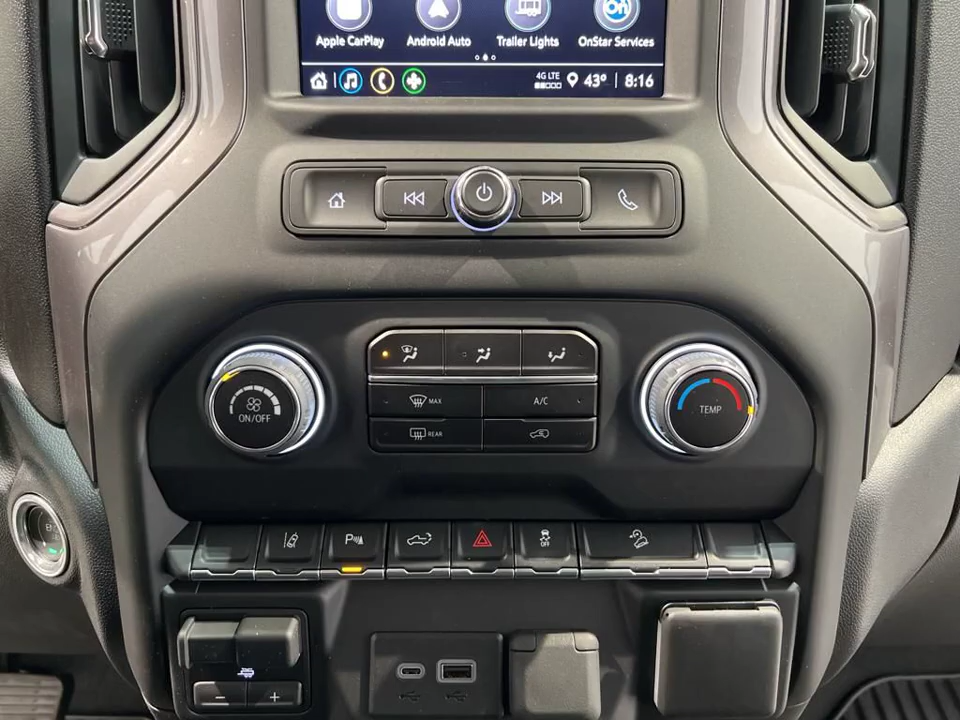 Apple CarPlay Android Auto Trailer Lights OnStar Services
4G LTE 43° 8:16
MAX A/C
ON/OFF TEMP
REAR
P
OFF
- +